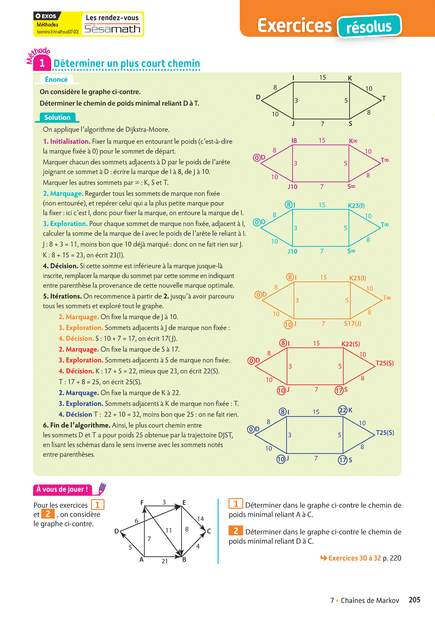 EXOS
Les rendez-vous
Sésamath
Exercices
résolus
Méthode
1 Déterminer un plus court chemin
Énoncé
On considère le graphe ci-contre.
Déterminer le chemin de poids minimal reliant D à T.
Solution
On applique l'algorithme de Dijkstra-Moore.
1. Initialisation. Fixer la marque en entourant le poids (c'est-à-dire
la marque fixée à 0) pour le sommet de départ.
Marquer chacun des sommets adjacents à D par le poids de l'arête
joignant ce sommet à D : écrire la marque de I à 8, de J à 10.
Marquer les autres sommets par ∞ : K, S et T.
2. Marquage. Regarder tous les sommets de marque non fixée
(non entourée), et repérer celui qui a la plus petite marque pour
la fixer : ici c'est I, donc pour fixer la marque, on entoure la marque de I.
3. Exploration. Pour chaque sommet de marque non fixée, adjacent à I,
calculer la somme de la marque de I avec le poids de l'arête le reliant à I.
J : 8 + 3 = 11, moins bon que 10 déjà marqué : donc on ne fait rien sur J.
K : 8 + 15 = 23, on écrit 23(I).
4. Décision. Si cette somme est inférieure à la marque jusque-là
inscrite, remplacer la marque du sommet par cette somme en indiquant
entre parenthèse la provenance de cette nouvelle marque optimale.
5. Itérations. On recommence à partir de 2. jusqu'à avoir parcouru
tous les sommets et exploré tout le graphe.
2. Marquage. On fixe la marque de J à 10.
3. Exploration. Sommets adjacents à J de marque non fixée :
4. Décision. S : 10 + 7 = 17, on écrit 17(J).
2. Marquage. On fixe la marque de S à 17.
3. Exploration. Sommets adjacents à S de marque non fixée:
4. Décision. K : 17 + 5 = 22, mieux que 23, on écrit 22(S).
T : 17 + 8 = 25, on écrit 25(S).
2. Marquage. On fixe la marque de K à 22.
3. Exploration. Sommets adjacents à K de marque non fixée : T.
4. Décision T : 22 + 10 = 32, moins bon que 25 : on ne fait rien.
6. Fin de l'algorithme. Ainsi, le plus court chemin entre
les sommets D et T a pour poids 25 obtenue par la trajectoire DJST,
en lisant les schémas dans le sens inverse avec les sommets notés
entre parenthèses.
I 15 K
8 10
D 3 5 T
10 8
J 7 S
I8 15 K∞
8 10
0 D 3 5 T∞
10 8
J10 7 S∞
8 I 15 K23(I)
8 10
0 D 3 5 T∞
10 8
J10 7 S∞
8 I 15 K23(I)
8 10
0 D 3 5 T∞
10 8
10 J 7 S17(J)
8 I 15 K22(S)
8 10
0 D 3 5 T25(S)
10 8
10 J 7 17 S
8 I 15 22 K
8 10
0 D 3 5 T25(S)
10 8
10 J 7 17 S
À vous de jouer !
Pour les exercices 1
et 2, on considère
le graphe ci-contre.
F 3 E
6 14
D 11 8 C
7
5 4
A 21 B
1 Déterminer dans le graphe ci-contre le chemin de
poids minimal reliant A à C.
2 Déterminer dans le graphe ci-contre le chemin de
poids minimal reliant D à C.
Exercices 30 à 32 p. 220
7 • Chaînes de Markov 205